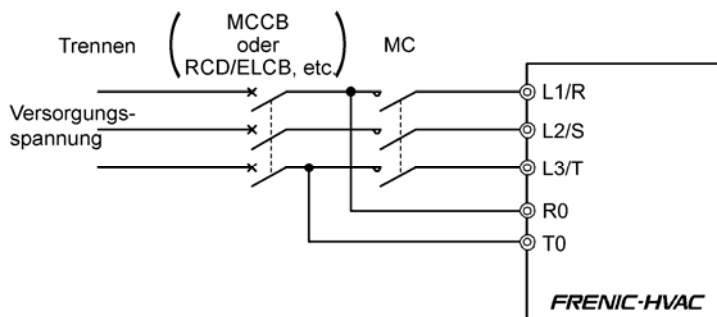 Trennen
(MCCB
oder
RCD/ELCB, etc.)
MC
Versorgungs-
spannung
L1/R
L2/S
L3/T
R0
T0
FRENIC-HVAC